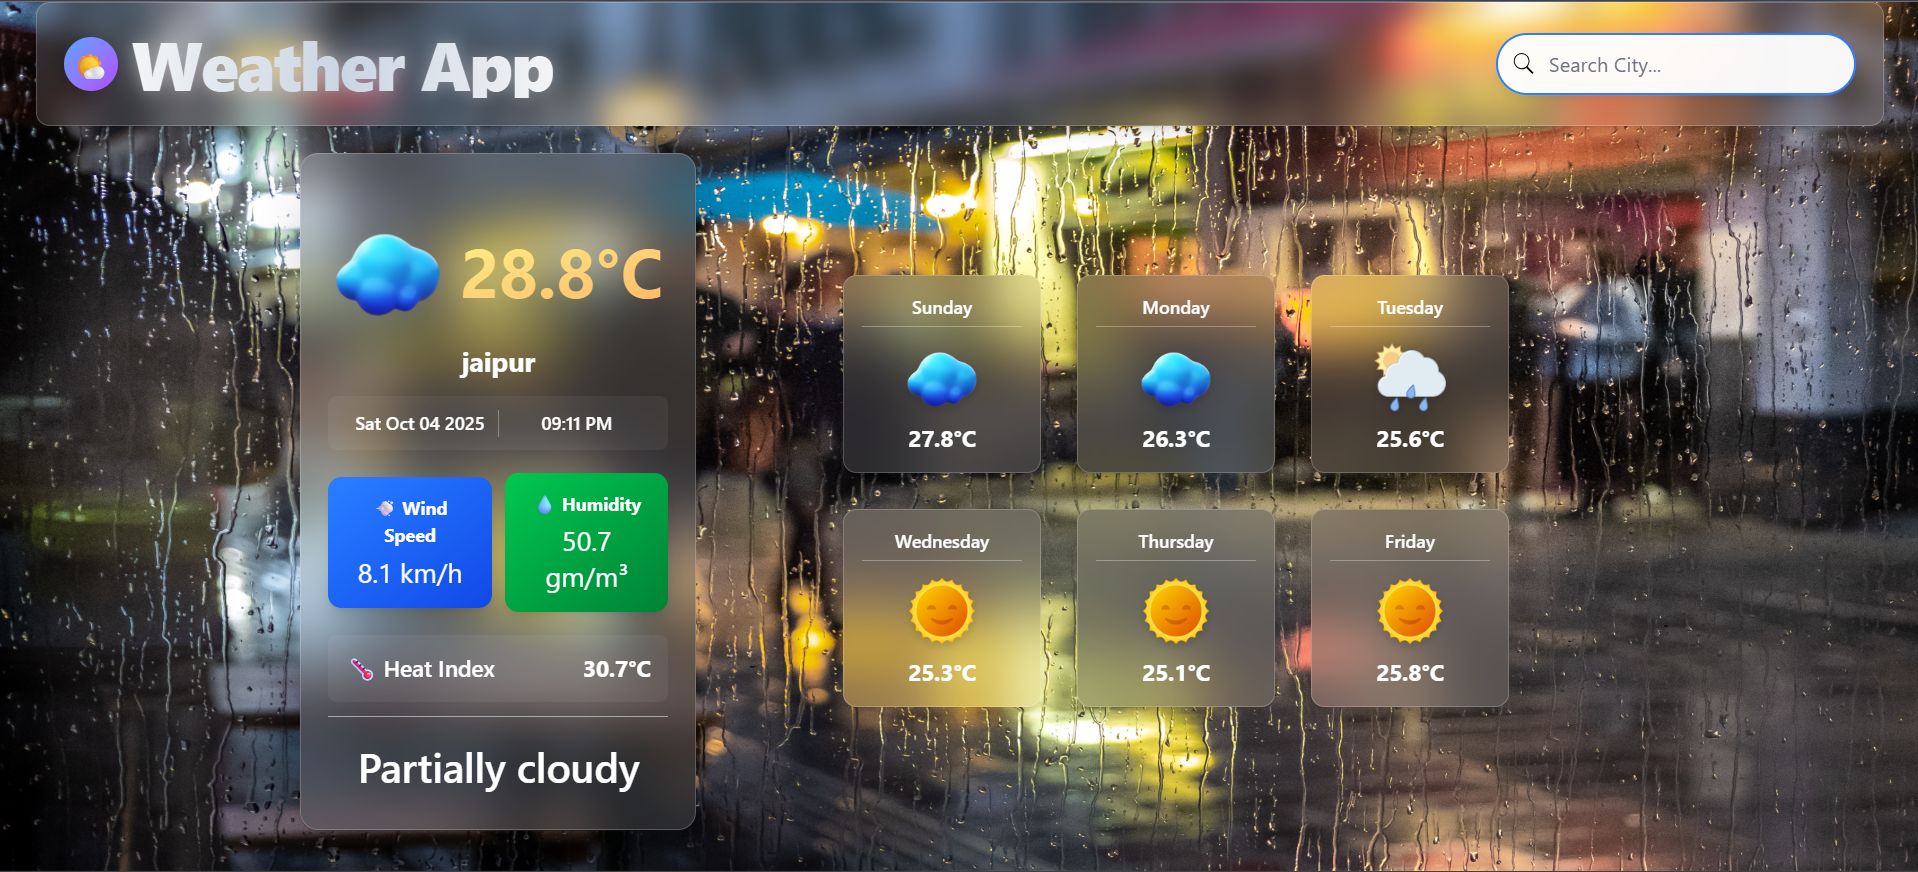 Weather App
Search City...
28.8°C
jaipur
Sat Oct 04 2025
09:11 PM
Wind
Speed
8.1 km/h
Humidity
50.7
gm/m³
Heat Index
30.7°C
Partially cloudy
Sunday
27.8°C
Monday
26.3°C
Tuesday
25.6°C
Wednesday
25.3°C
Thursday
25.1°C
Friday
25.8°C